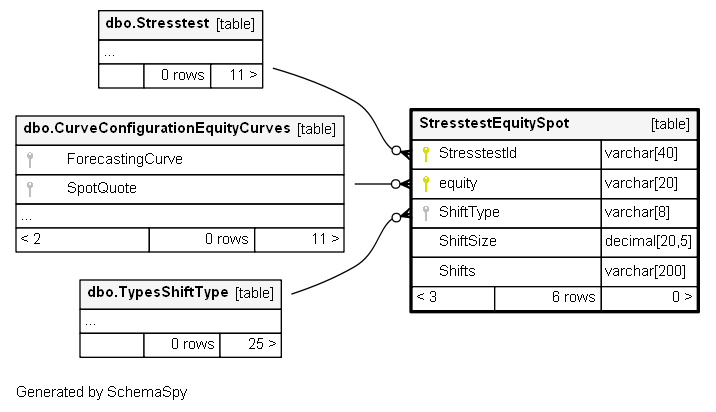 dbo.Stresstest [table]
...
0 rows 11 >
dbo.CurveConfigurationEquityCurves [table]
ForecastingCurve
SpotQuote
...
< 2 0 rows 11 >
dbo.TypesShiftType [table]
...
0 rows 25 >
StresstestEquitySpot [table]
StresstestId varchar[40]
equity varchar[20]
ShiftType varchar[8]
ShiftSize decimal[20,5]
Shifts varchar[200]
< 3 6 rows 0 >
Generated by SchemaSpy